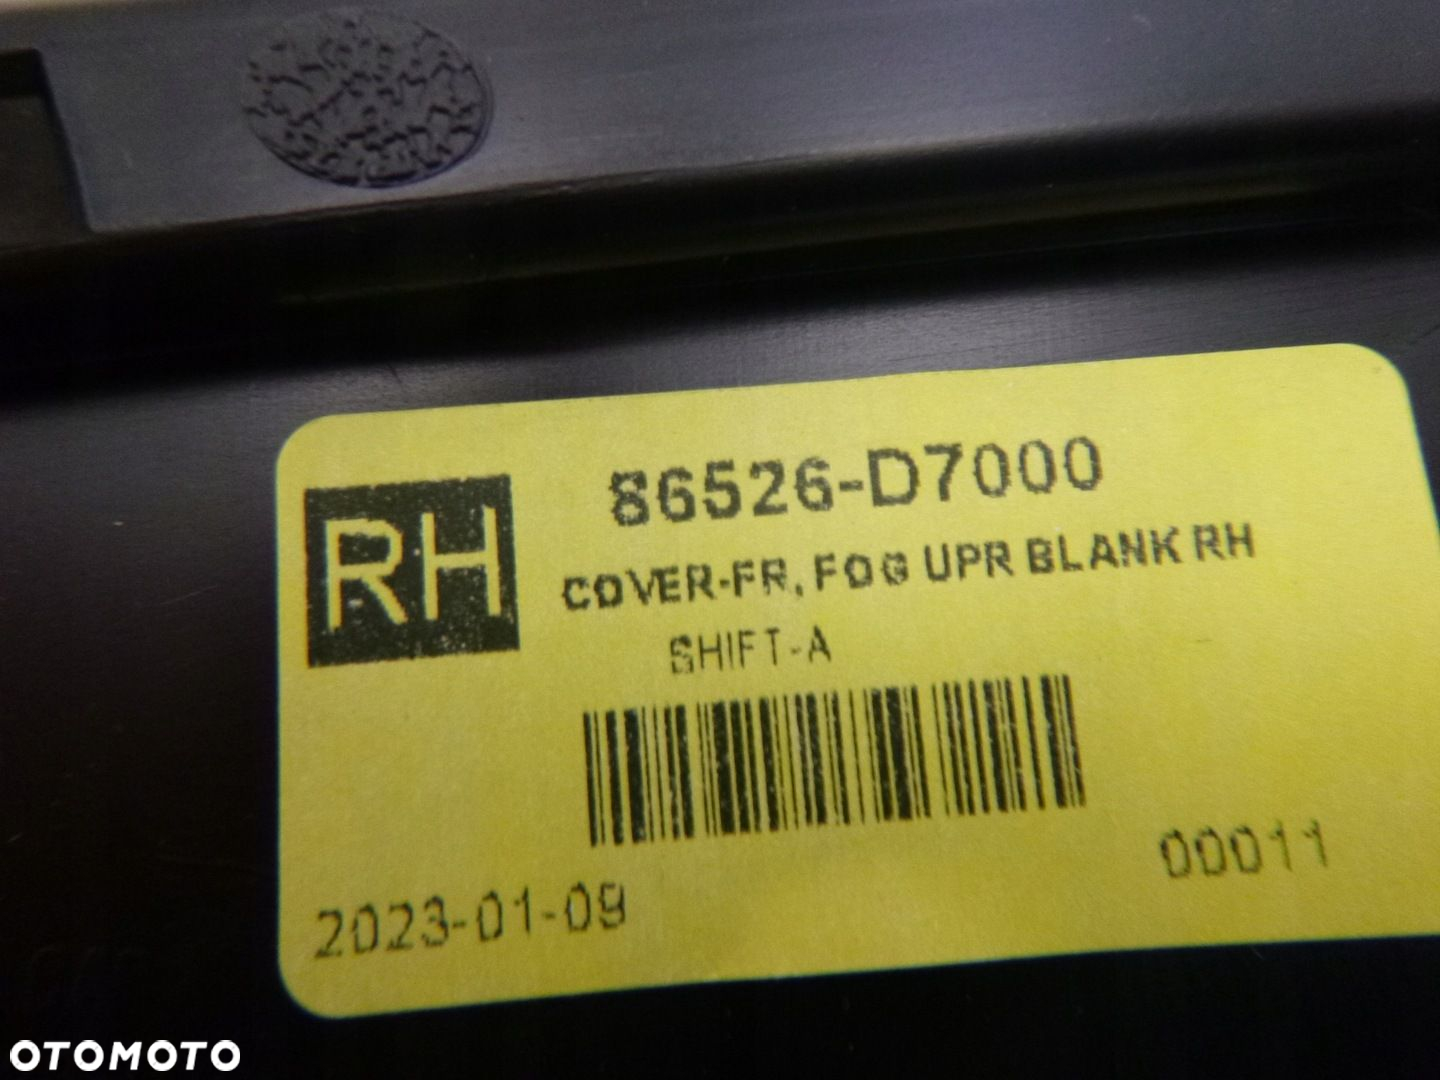 RH
86526-D7000
COVER-FR, FOG UPR BLANK RH
SHIFT-A
2023-01-09
00011
OTOMOTO